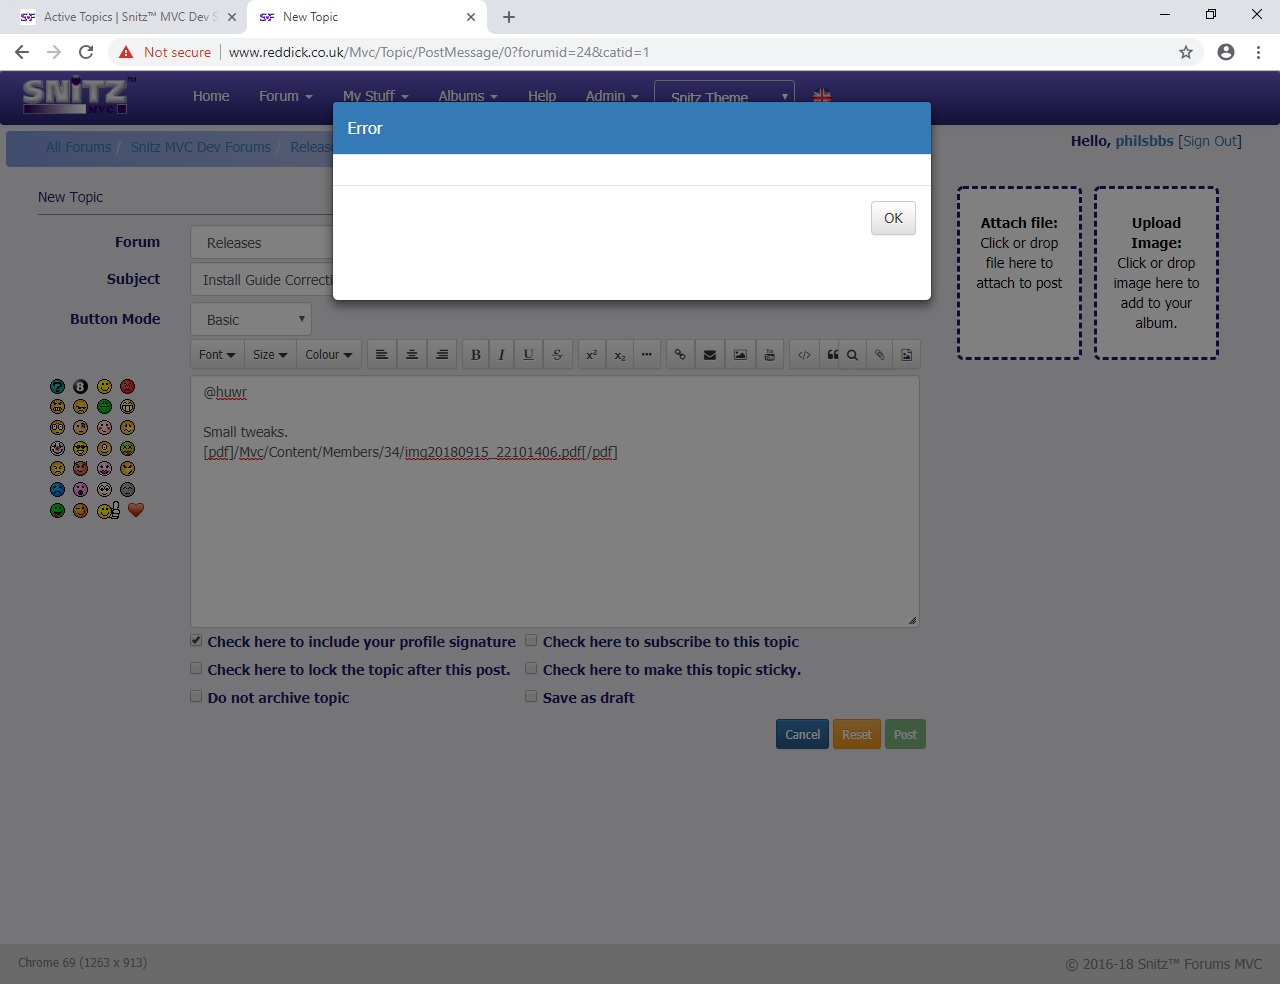 Active Topics | Snitz™ MVC Dev S
New Topic
Not secure www.reddick.co.uk/Mvc/Topic/PostMessage/0?forumid=24&catid=1
SNiTZ™
MVC
Home Forum My Stuff Albums Help Admin Snitz Theme
Error
Hello, philsbbs [Sign Out]
All Forums / Snitz MVC Dev Forums / Releas
New Topic
OK
Attach file:
Click or drop
file here to
attach to post
Upload
Image:
Click or drop
image here to
add to your
album.
Forum Releases
Subject Install Guide Correcti
Button Mode Basic
Font Size Colour B I U S x² x₂
@huwr
Small tweaks.
[pdf]/Mvc/Content/Members/34/img20180915_22101406.pdf[/pdf]
Check here to include your profile signature Check here to subscribe to this topic
Check here to lock the topic after this post. Check here to make this topic sticky.
Do not archive topic Save as draft
Cancel Reset Post
Chrome 69 (1263 x 913)
© 2016-18 Snitz™ Forums MVC